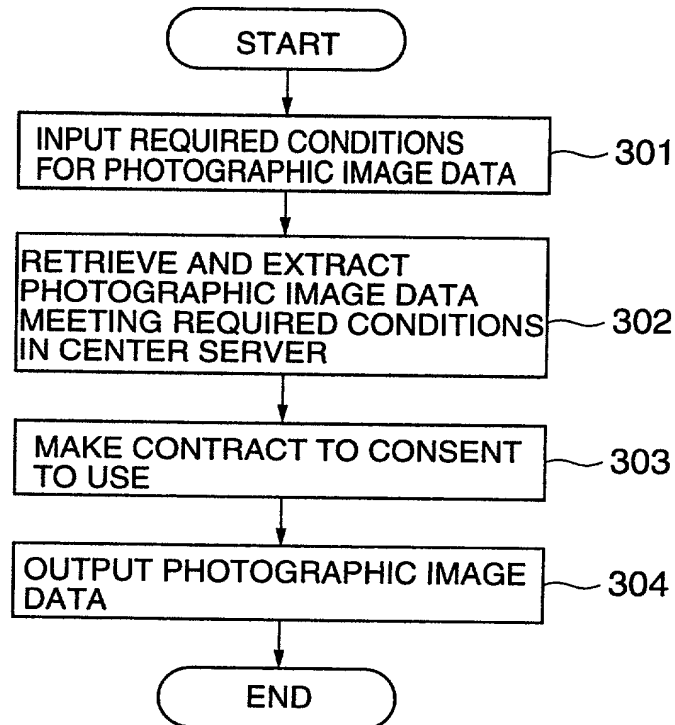 START
INPUT REQUIRED CONDITIONS
FOR PHOTOGRAPHIC IMAGE DATA
301
RETRIEVE AND EXTRACT
PHOTOGRAPHIC IMAGE DATA
MEETING REQUIRED CONDITIONS
IN CENTER SERVER
302
MAKE CONTRACT TO CONSENT
TO USE
303
OUTPUT PHOTOGRAPHIC IMAGE
DATA
304
END